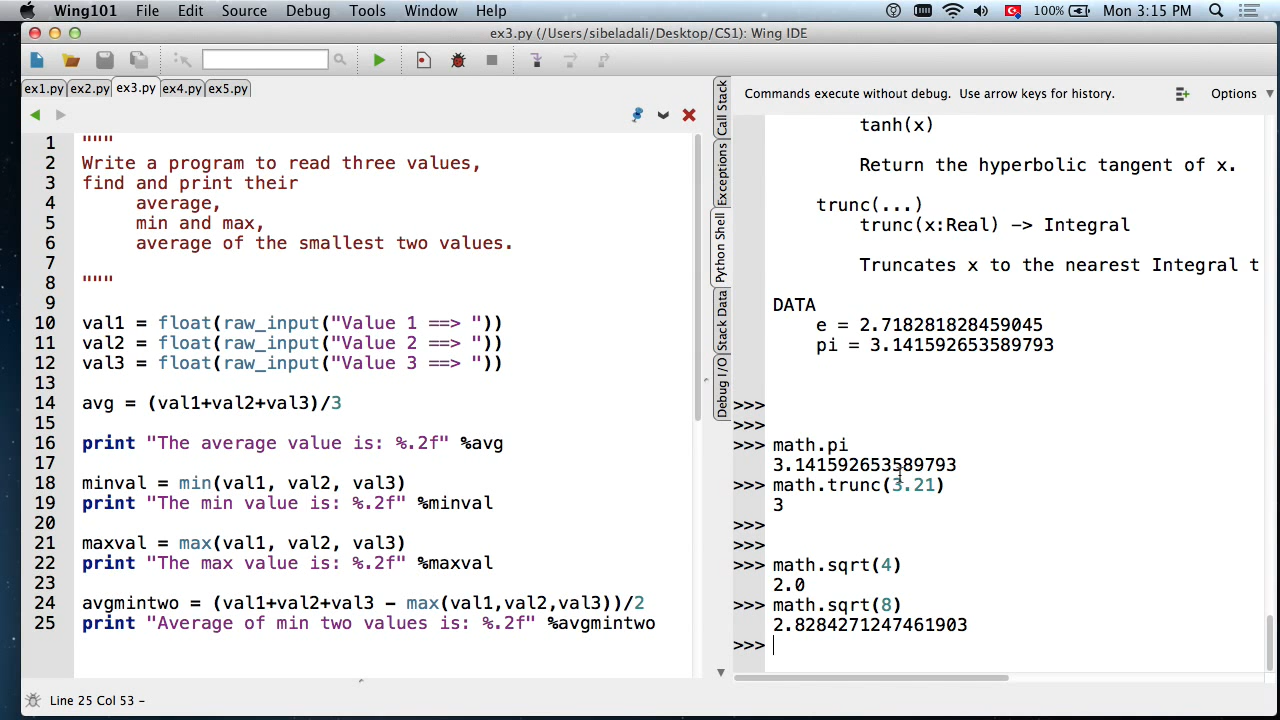 Wing101 File Edit Source Debug Tools Window Help 100% Mon 3:15 PM
ex3.py (/Users/sibeladali/Desktop/CS1): Wing IDE
ex1.py ex2.py ex3.py ex4.py ex5.py
1 """
2 Write a program to read three values,
3 find and print their
4 average,
5 min and max,
6 average of the smallest two values.
7
8 """
9
10 val1 = float(raw_input("Value 1 ==> "))
11 val2 = float(raw_input("Value 2 ==> "))
12 val3 = float(raw_input("Value 3 ==> "))
13
14 avg = (val1+val2+val3)/3
15
16 print "The average value is: %.2f" %avg
17
18 minval = min(val1, val2, val3)
19 print "The min value is: %.2f" %minval
20
21 maxval = max(val1, val2, val3)
22 print "The max value is: %.2f" %maxval
23
24 avgmintwo = (val1+val2+val3 - max(val1,val2,val3))/2
25 print "Average of min two values is: %.2f" %avgmintwo
Line 25 Col 53 –
Call Stack
Exceptions
Python Shell
Stack Data
Debug I/O
Commands execute without debug. Use arrow keys for history. Options
tanh(x)
Return the hyperbolic tangent of x.
trunc(...)
trunc(x:Real) -> Integral
Truncates x to the nearest Integral t
DATA
e = 2.718281828459045
pi = 3.141592653589793
>>>
>>>
>>> math.pi
3.141592653589793
>>> math.trunc(3.21)
3
>>>
>>>
>>> math.sqrt(4)
2.0
>>> math.sqrt(8)
2.8284271247461903
>>>